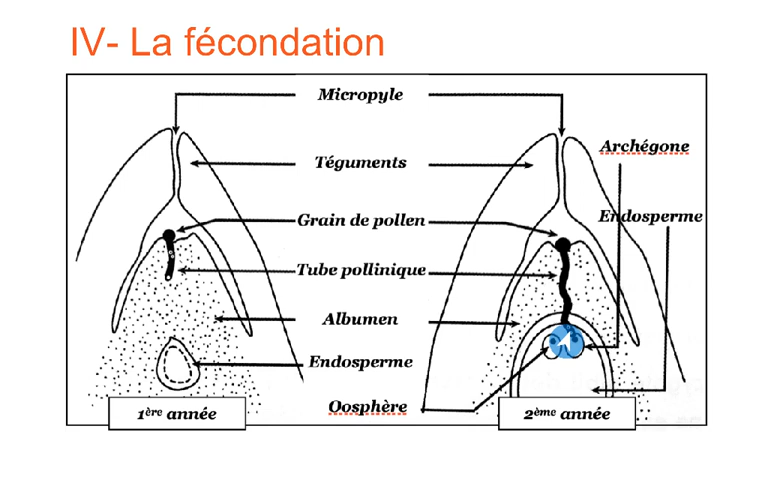 IV- La fécondation
Micropyle
Archégone
Téguments
Endosperme
Grain de pollen
Tube pollinique
Albumen
Endosperme
Oosphère
1ère année
2ème année